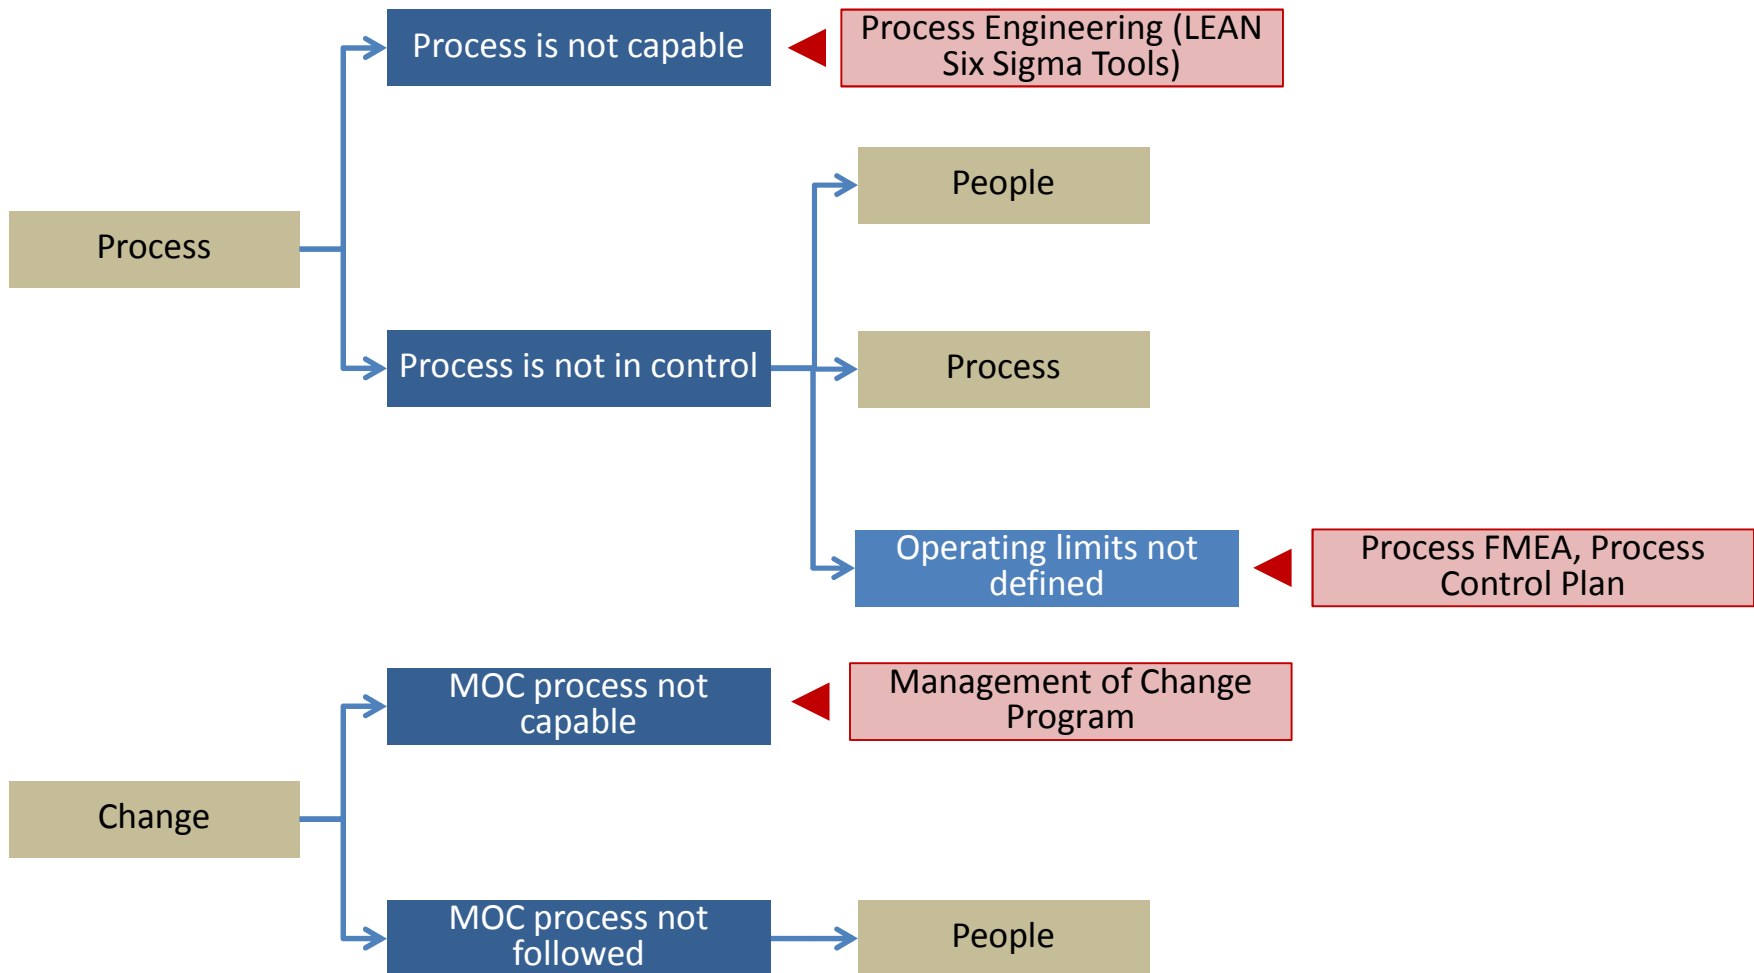 Process is not capable
Process Engineering (LEAN
Six Sigma Tools)
People
Process
Process is not in control
Process
Operating limits not
defined
Process FMEA, Process
Control Plan
MOC process not
capable
Management of Change
Program
Change
MOC process not
followed
People